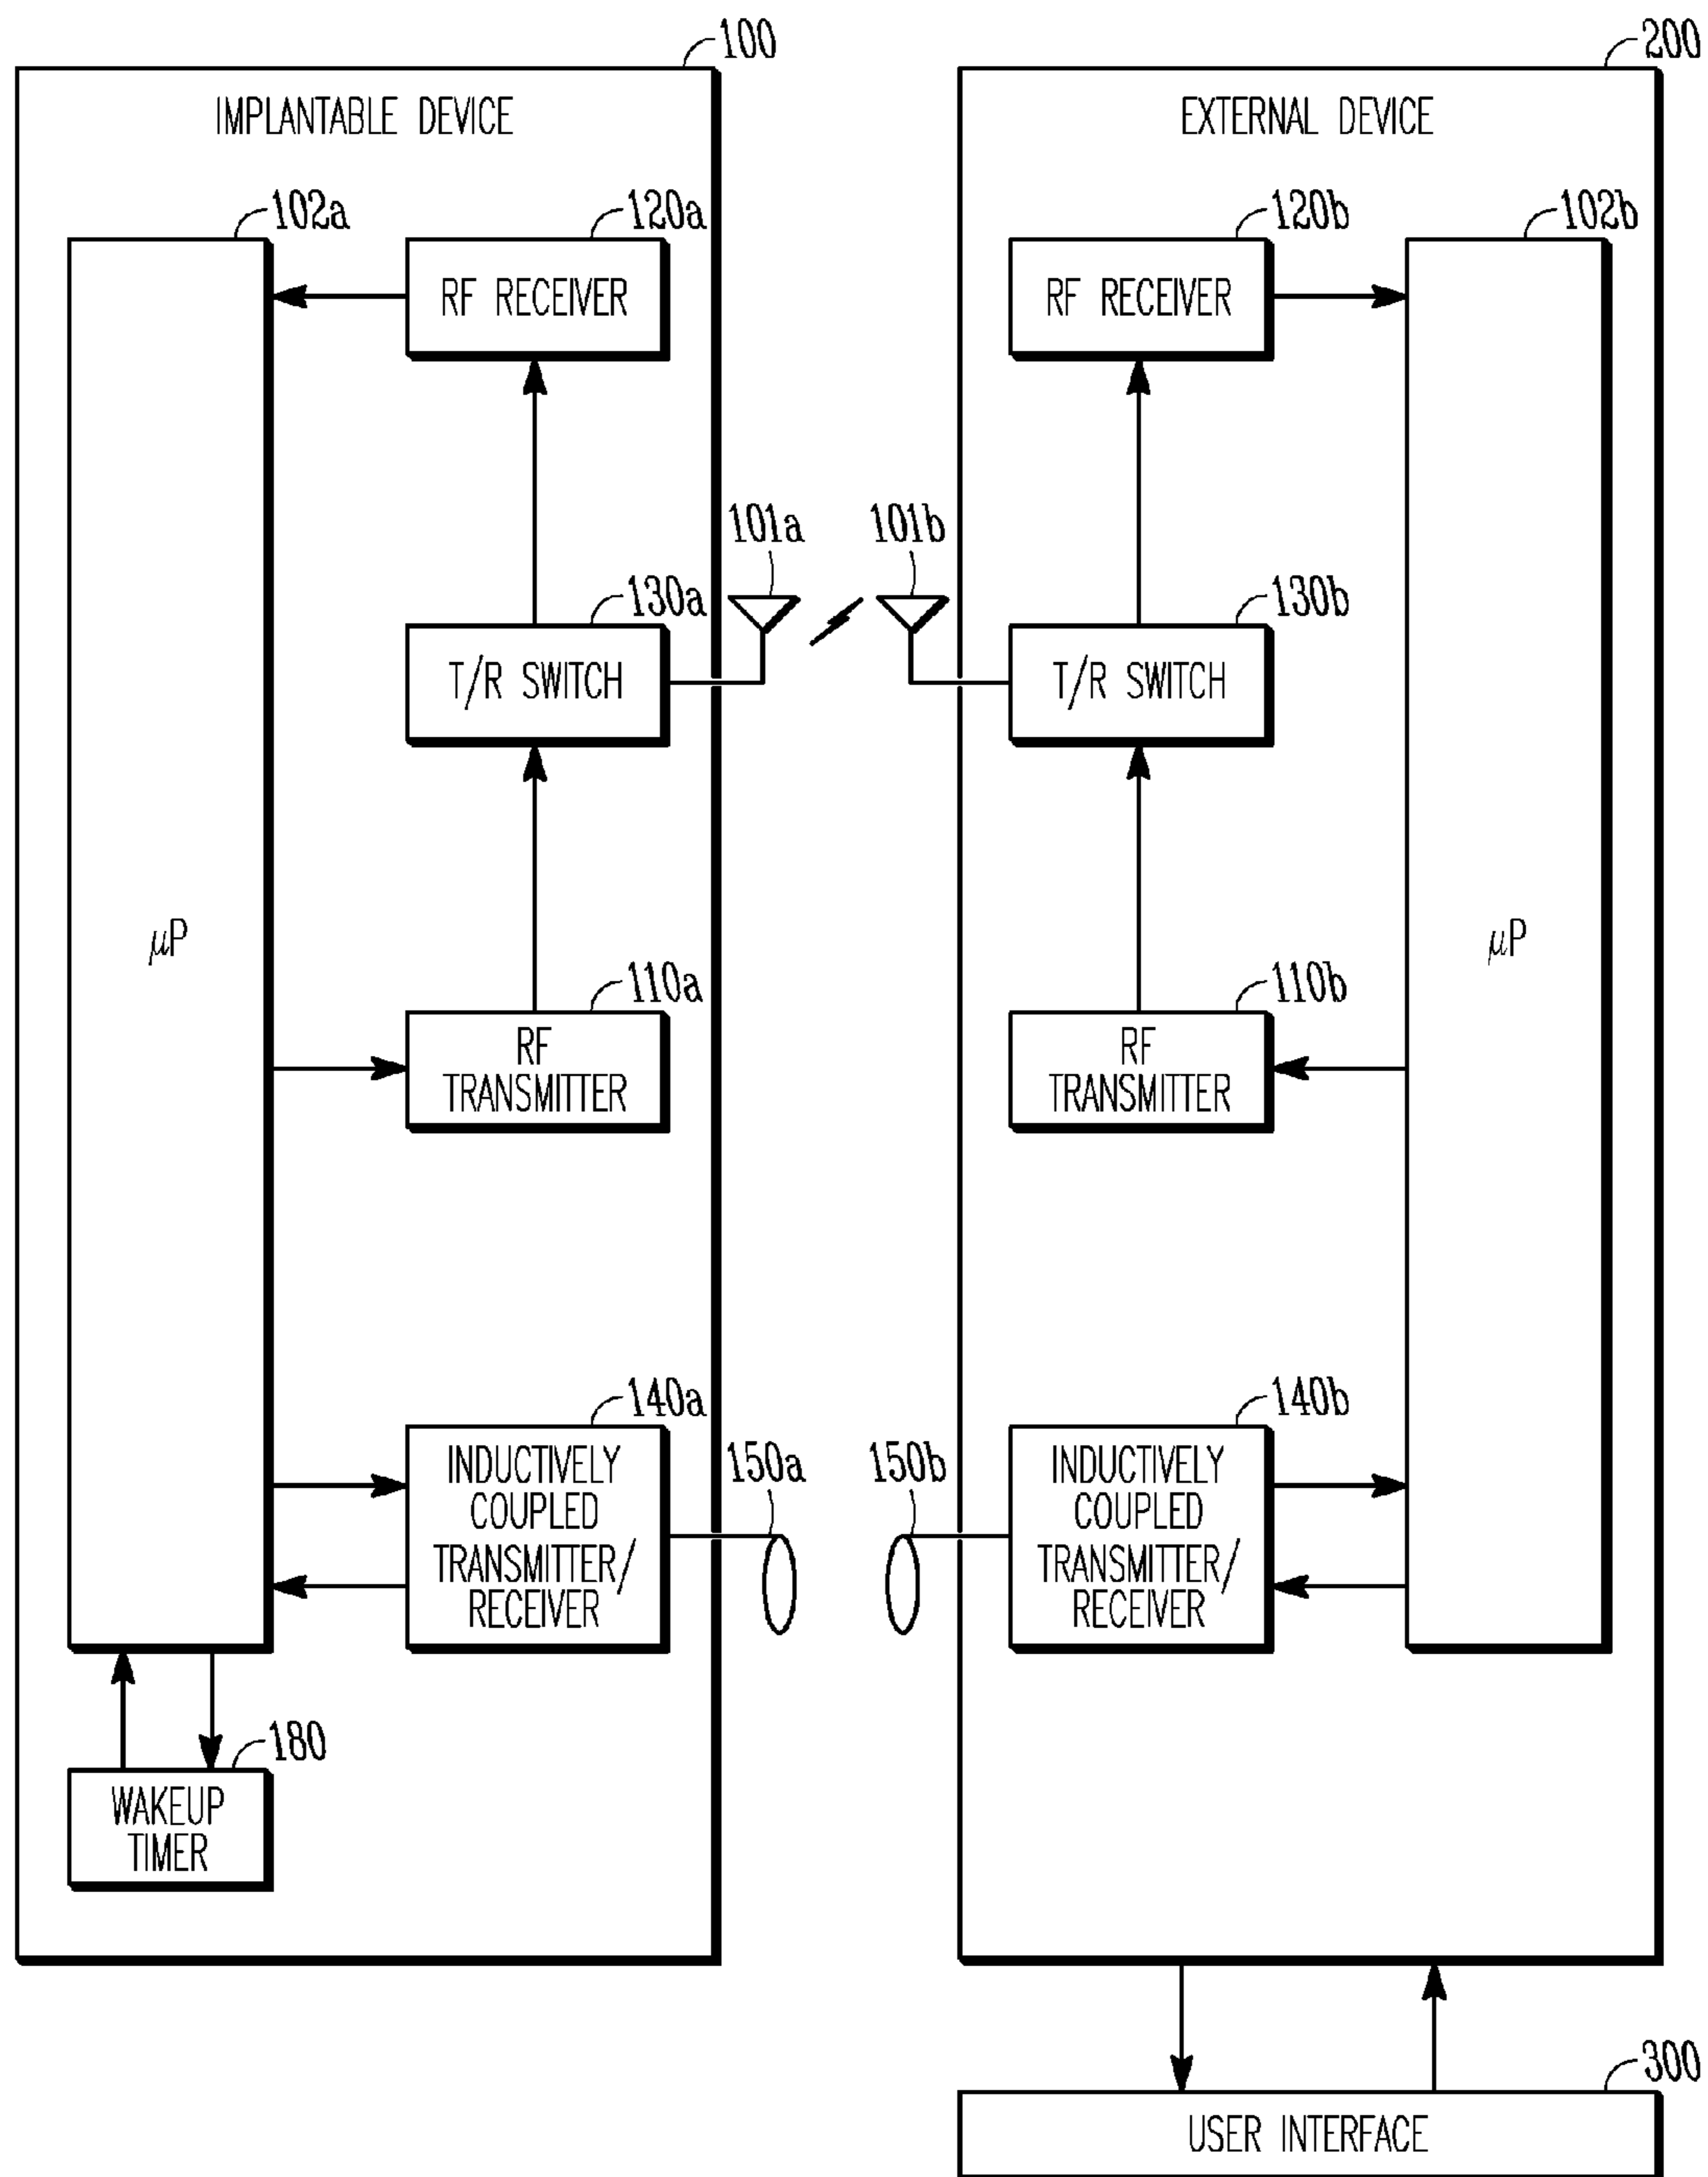 100
IMPLANTABLE DEVICE
102a
120a
RF RECEIVER
101a
130a
T/R SWITCH
µP
110a
RF
TRANSMITTER
140a
INDUCTIVELY
COUPLED
TRANSMITTER/
RECEIVER
150a
180
WAKEUP
TIMER
200
EXTERNAL DEVICE
120b
102b
RF RECEIVER
101b
130b
T/R SWITCH
µP
110b
RF
TRANSMITTER
140b
INDUCTIVELY
COUPLED
TRANSMITTER/
RECEIVER
150b
300
USER INTERFACE